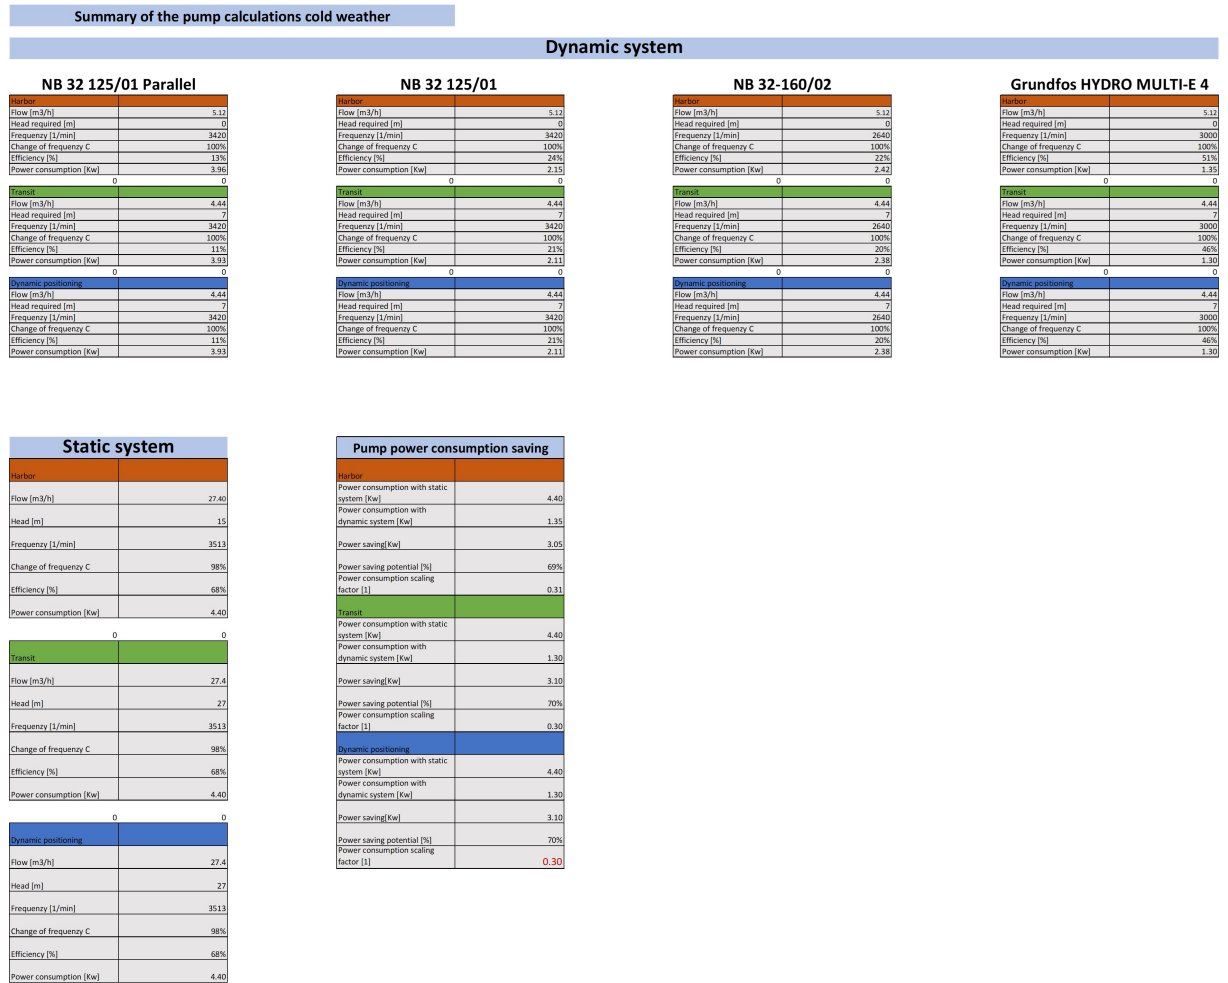 Summary of the pump calculations cold weather
Dynamic system
NB 32 125/01 Parallel
Harbor
Flow [m3/h] 5.12
Head required [m] 0
Frequenzy [1/min] 3420
Change of frequenzy C 100%
Efficiency [%] 13%
Power consumption [Kw] 3.96
0 0
Transit
Flow [m3/h] 4.44
Head required [m] 7
Frequenzy [1/min] 3420
Change of frequenzy C 100%
Efficiency [%] 11%
Power consumption [Kw] 3.93
0 0
Dynamic positioning
Flow [m3/h] 4.44
Head required [m] 7
Frequenzy [1/min] 3420
Change of frequenzy C 100%
Efficiency [%] 11%
Power consumption [Kw] 3.93
NB 32 125/01
Harbor
Flow [m3/h] 5.12
Head required [m] 0
Frequenzy [1/min] 3420
Change of frequenzy C 100%
Efficiency [%] 24%
Power consumption [Kw] 2.15
0 0
Transit
Flow [m3/h] 4.44
Head required [m] 7
Frequenzy [1/min] 3420
Change of frequenzy C 100%
Efficiency [%] 21%
Power consumption [Kw] 2.11
0 0
Dynamic positioning
Flow [m3/h] 4.44
Head required [m] 7
Frequenzy [1/min] 3420
Change of frequenzy C 100%
Efficiency [%] 21%
Power consumption [Kw] 2.11
NB 32-160/02
Harbor
Flow [m3/h] 5.12
Head required [m] 0
Frequenzy [1/min] 2640
Change of frequenzy C 100%
Efficiency [%] 22%
Power consumption [Kw] 2.42
0 0
Transit
Flow [m3/h] 4.44
Head required [m] 7
Frequenzy [1/min] 2640
Change of frequenzy C 100%
Efficiency [%] 20%
Power consumption [Kw] 2.38
0 0
Dynamic positioning
Flow [m3/h] 4.44
Head required [m] 7
Frequenzy [1/min] 2640
Change of frequenzy C 100%
Efficiency [%] 20%
Power consumption [Kw] 2.38
Grundfos HYDRO MULTI-E 4
Harbor
Flow [m3/h] 5.12
Head required [m] 0
Frequenzy [1/min] 3000
Change of frequenzy C 100%
Efficiency [%] 51%
Power consumption [Kw] 1.35
0 0
Transit
Flow [m3/h] 4.44
Head required [m] 7
Frequenzy [1/min] 3000
Change of frequenzy C 100%
Efficiency [%] 46%
Power consumption [Kw] 1.30
0 0
Dynamic positioning
Flow [m3/h] 4.44
Head required [m] 7
Frequenzy [1/min] 3000
Change of frequenzy C 100%
Efficiency [%] 46%
Power consumption [Kw] 1.30
Static system
Harbor
Flow [m3/h] 27.40
Head [m] 15
Frequenzy [1/min] 3513
Change of frequenzy C 98%
Efficiency [%] 68%
Power consumption [Kw] 4.40
0 0
Transit
Flow [m3/h] 27.4
Head [m] 27
Frequenzy [1/min] 3513
Change of frequenzy C 98%
Efficiency [%] 68%
Power consumption [Kw] 4.40
0 0
Dynamic positioning
Flow [m3/h] 27.4
Head [m] 27
Frequenzy [1/min] 3513
Change of frequenzy C 98%
Efficiency [%] 68%
Power consumption [Kw] 4.40
Pump power consumption saving
Harbor
Power consumption with static
system [Kw] 4.40
Power consumption with
dynamic system [Kw] 1.35
Power saving[Kw] 3.05
Power saving potential [%] 69%
Power consumption scaling
factor [1] 0.31
Transit
Power consumption with static
system [Kw] 4.40
Power consumption with
dynamic system [Kw] 1.30
Power saving[Kw] 3.10
Power saving potential [%] 70%
Power consumption scaling
factor [1] 0.30
Dynamic positioning
Power consumption with static
system [Kw] 4.40
Power consumption with
dynamic system [Kw] 1.30
Power saving[Kw] 3.10
Power saving potential [%] 70%
Power consumption scaling
factor [1] 0.30